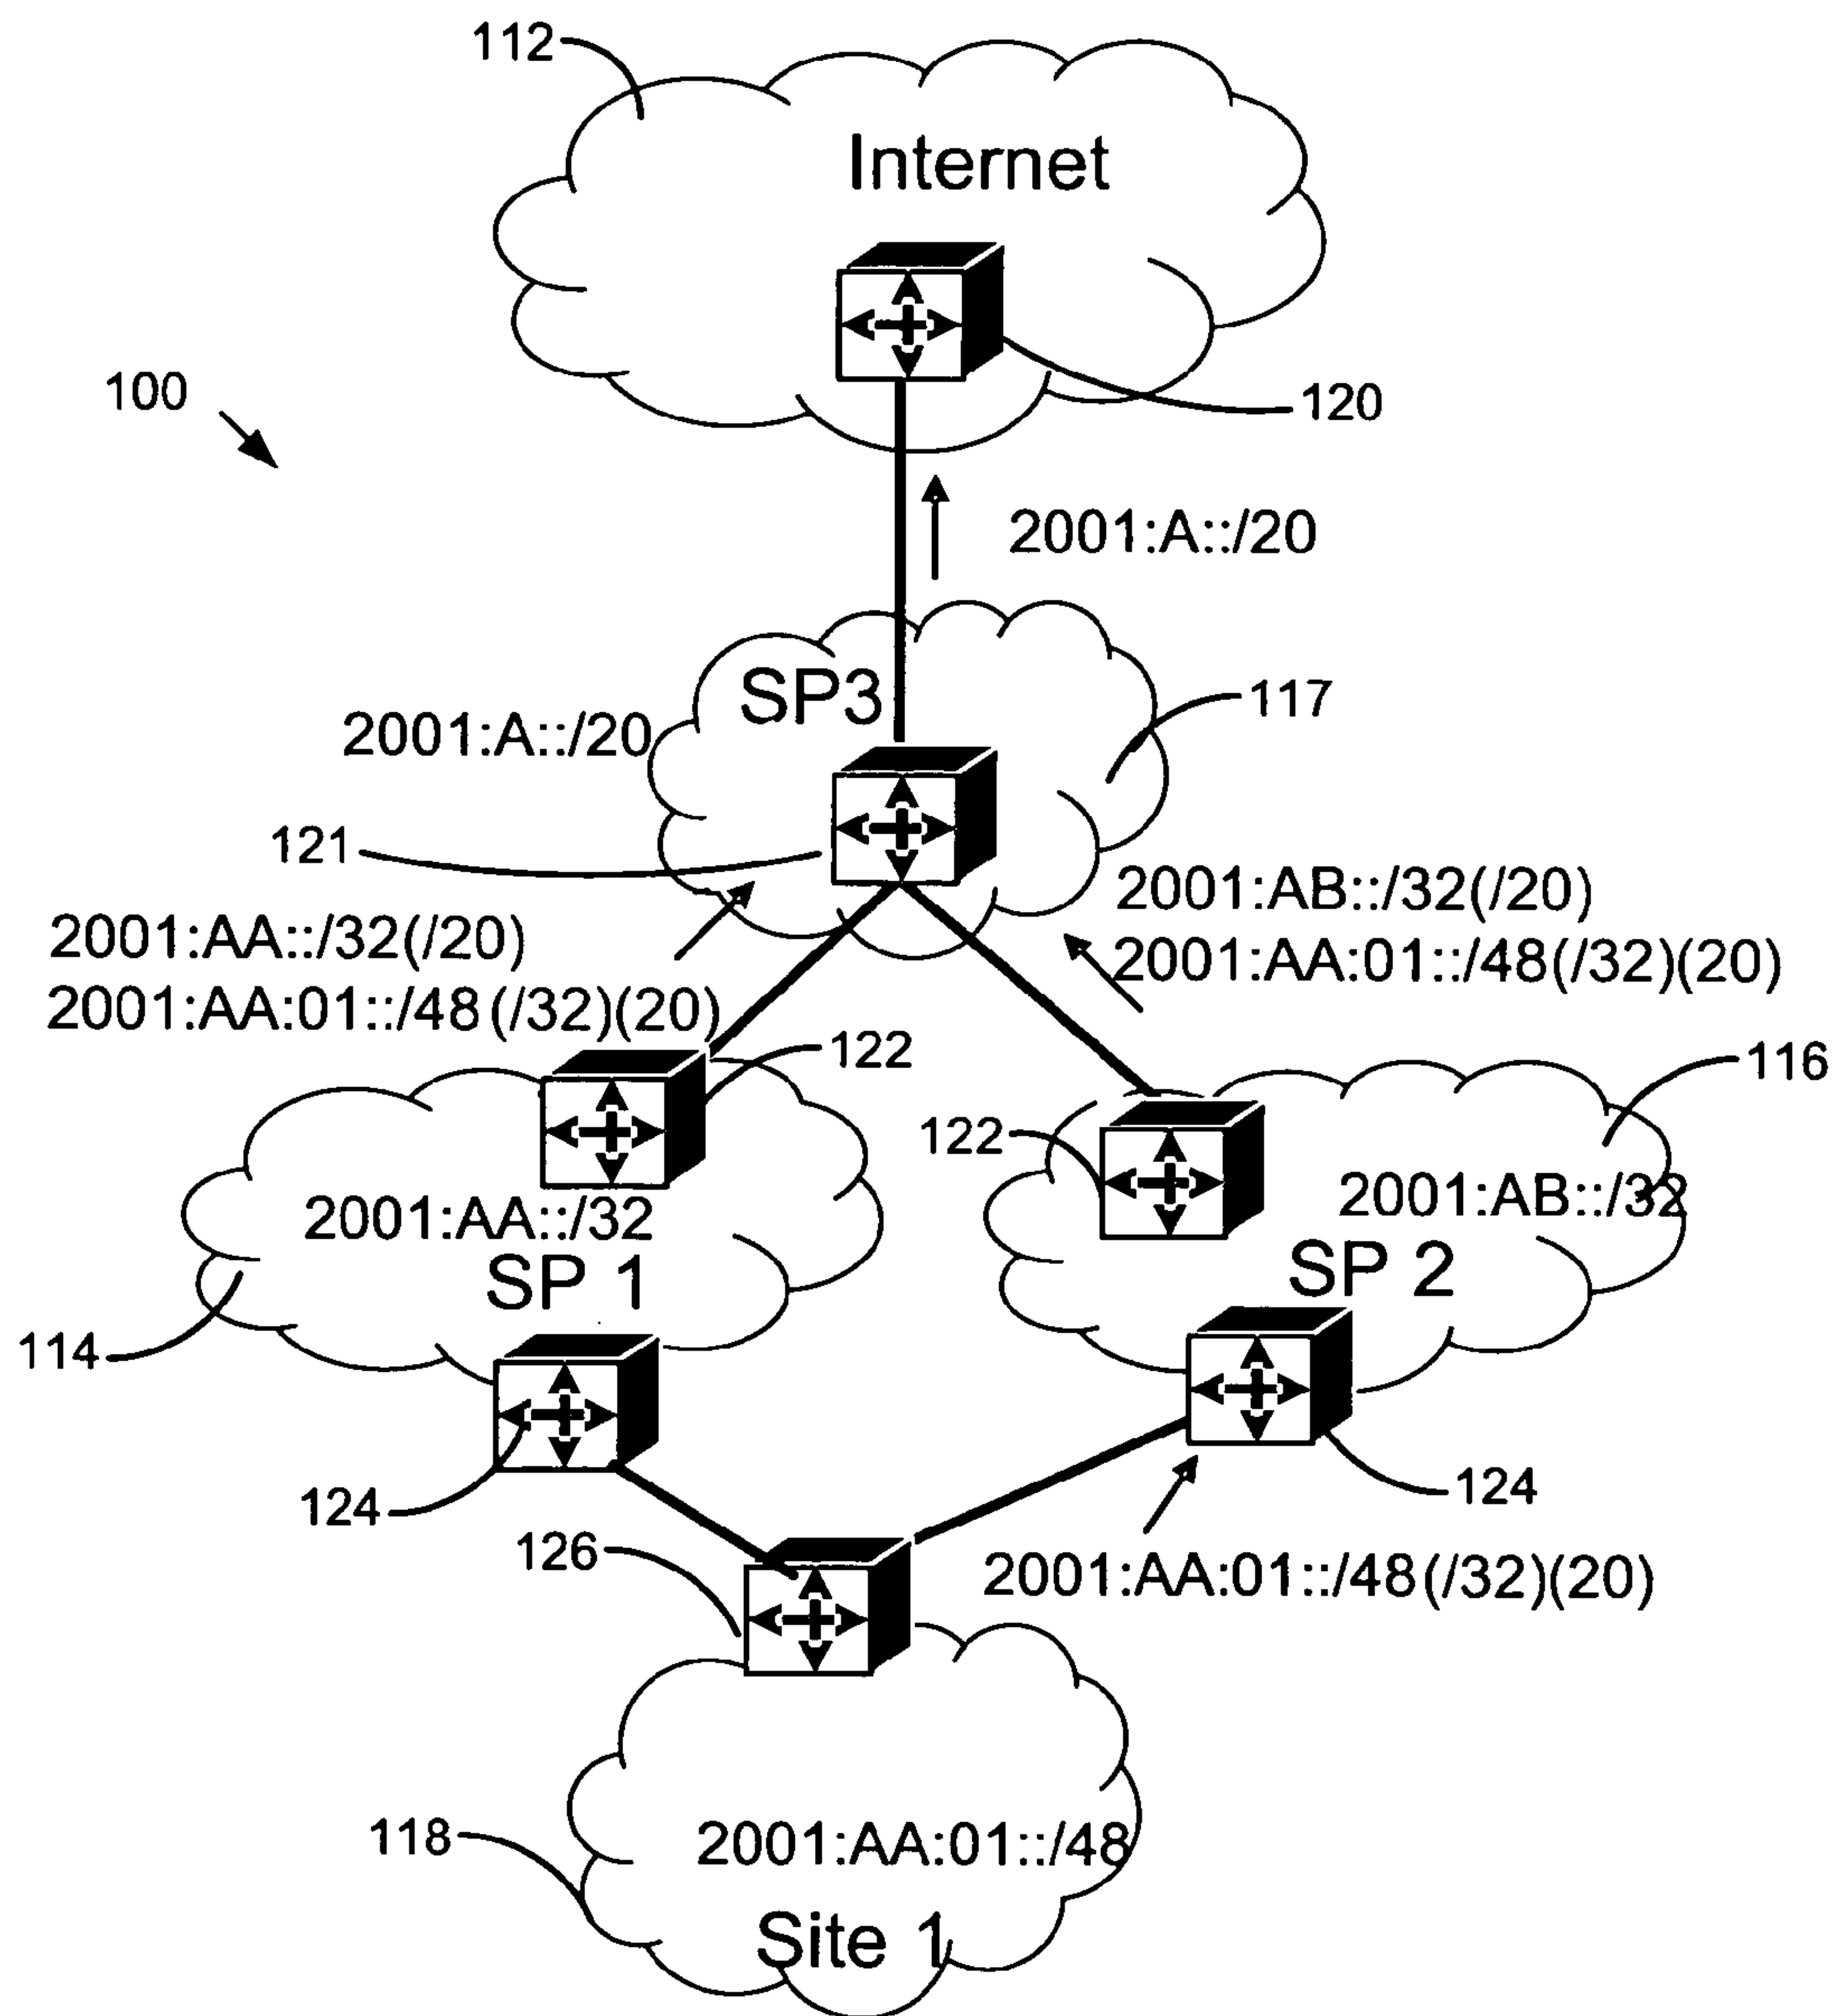 112
Internet
100
120
2001:A::/20
SP3
117
2001:A::/20
121
2001:AB::/32(/20)
2001:AA::/32(/20)
2001:AA:01::/48(/32)(20)
2001:AA:01::/48(/32)(20)
122
116
122
2001:AA::/32
2001:AB::/32
SP 1
SP 2
114
124
124
126
2001:AA:01::/48(/32)(20)
118
2001:AA:01::/48
Site 1